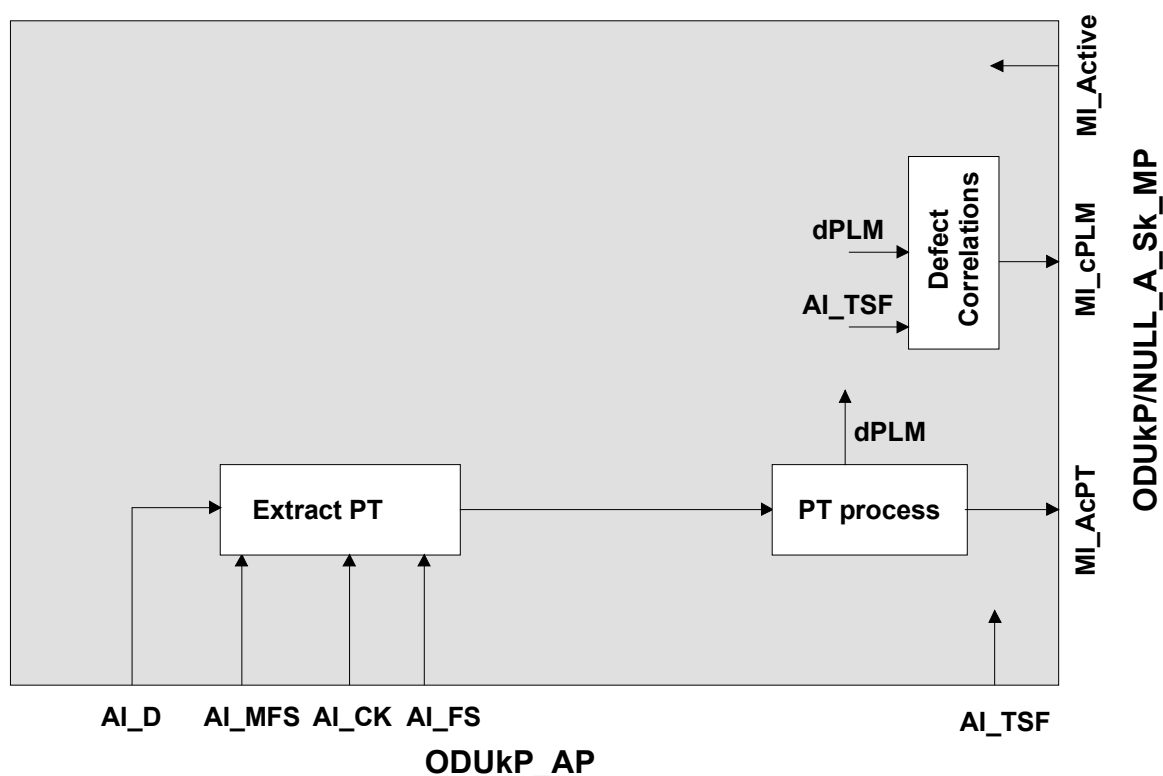 MI_Active
ODUkP/NULL_A_Sk_MP
Defect
Correlations
dPLM
MI_cPLM
AI_TSF
dPLM
Extract PT
PT process
MI_AcPT
AI_D
AI_MFS
AI_CK
AI_FS
AI_TSF
ODUkP_AP